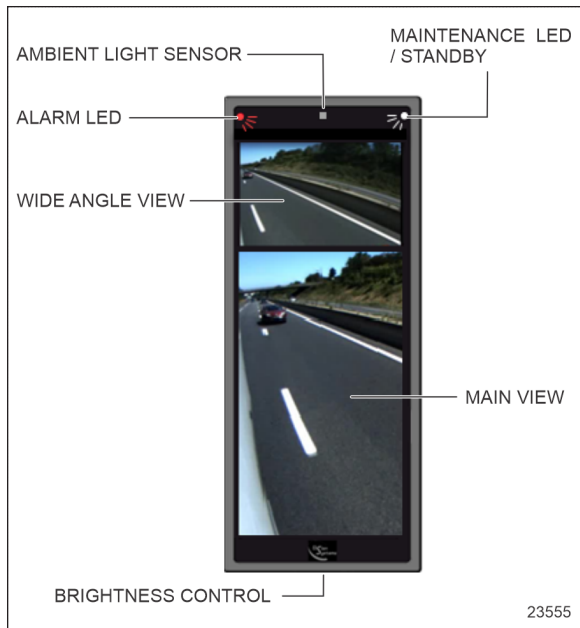 MAINTENANCE LED
/ STANDBY
AMBIENT LIGHT SENSOR
ALARM LED
WIDE ANGLE VIEW
MAIN VIEW
BRIGHTNESS CONTROL
23555